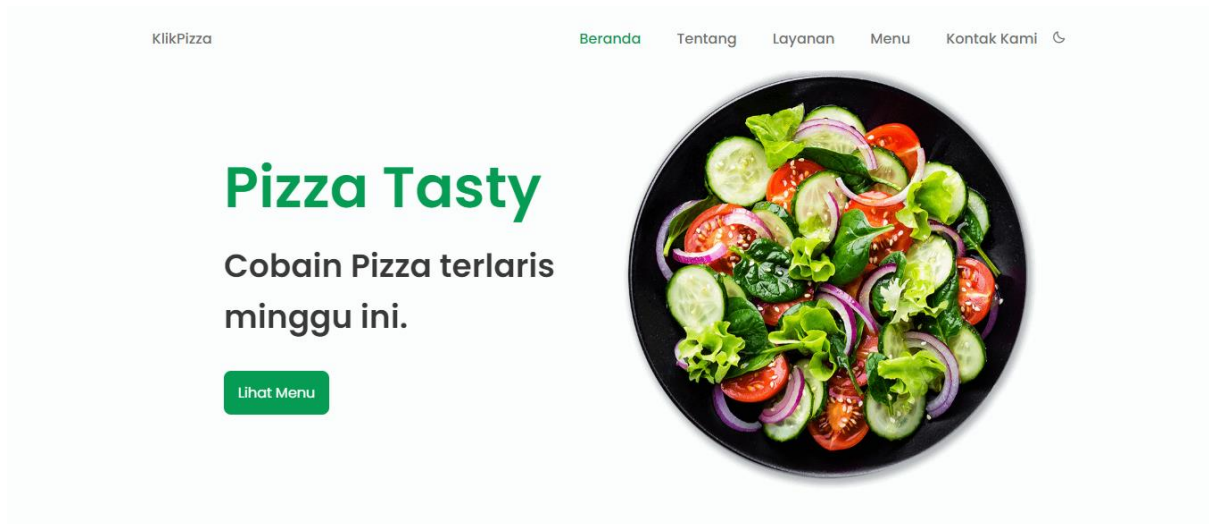 KlikPizza
Beranda Tentang Layanan Menu Kontak Kami
Pizza Tasty
Cobain Pizza terlaris
minggu ini.
Lihat Menu